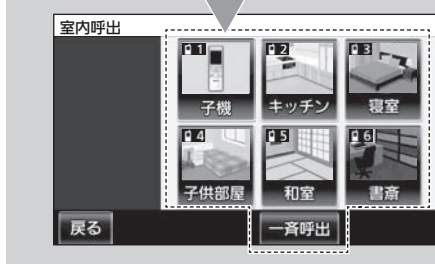 室内呼出
1 2 3
子機 キッチン 寝室
4 5 6
子供部屋 和室 書斎
戻る 一斉呼出